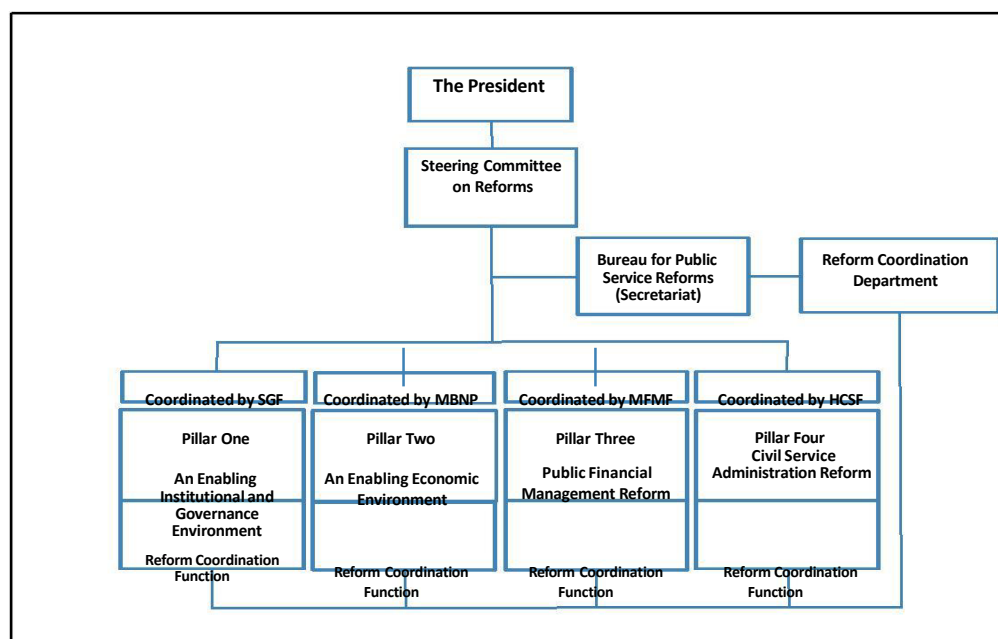 The President
Steering Committee
on Reforms
Bureau for Public
Service Reforms
(Secretariat)
Reform Coordination
Department
Coordinated by SGF
Coordinated by MBNP
Coordinated by MFMF
Coordinated by HCSF
Pillar One
An Enabling
Institutional and
Governance
Environment
Reform Coordination
Function
Pillar Two
An Enabling Economic
Environment
Reform Coordination
Function
Pillar Three
Public Financial
Management Reform
Reform Coordination
Function
Pillar Four
Civil Service
Administration Reform
Reform Coordination
Function